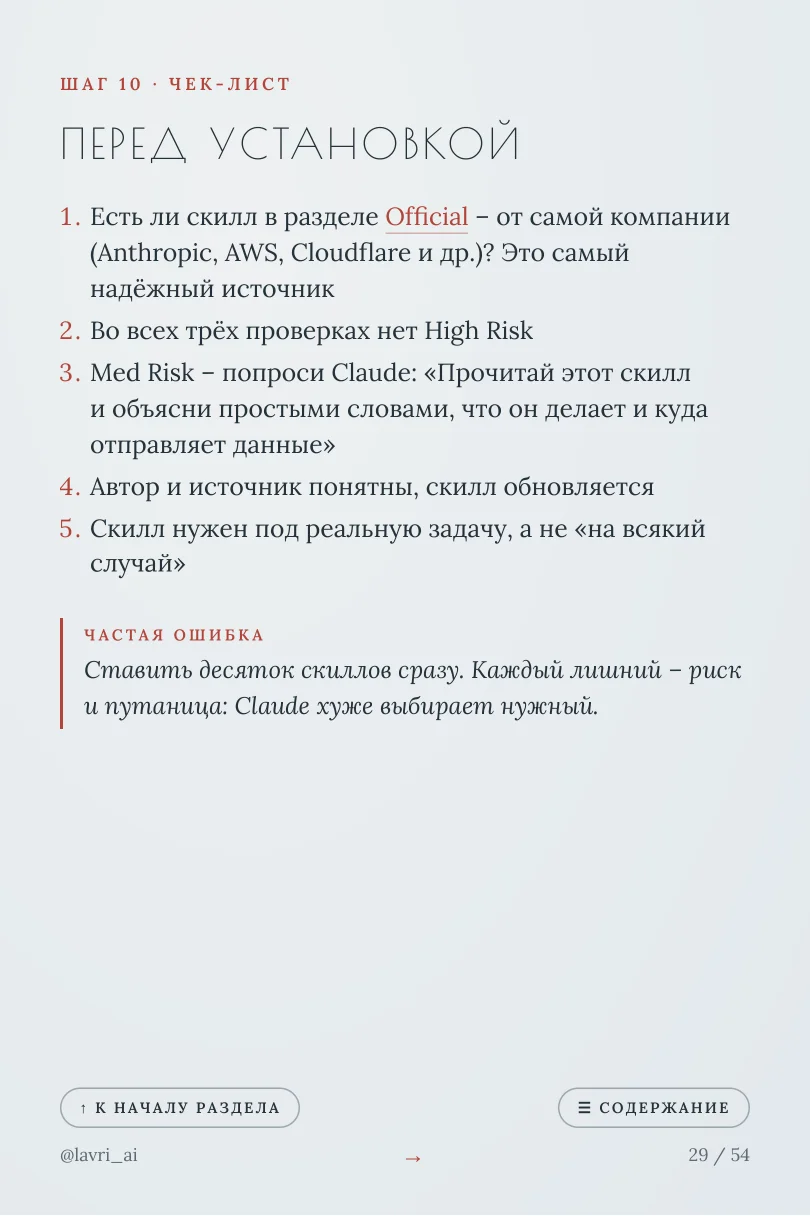 ШАГ 10 · ЧЕК-ЛИСТ
ПЕРЕД УСТАНОВКОЙ
1. Есть ли скилл в разделе Official – от самой компании
(Anthropic, AWS, Cloudflare и др.)? Это самый
надёжный источник
2. Во всех трёх проверках нет High Risk
3. Med Risk – попроси Claude: «Прочитай этот скилл
и объясни простыми словами, что он делает и куда
отправляет данные»
4. Автор и источник понятны, скилл обновляется
5. Скилл нужен под реальную задачу, а не «на всякий
случай»
ЧАСТАЯ ОШИБКА
Ставить десяток скиллов сразу. Каждый лишний – риск
и путаница: Claude хуже выбирает нужный.
↑ К НАЧАЛУ РАЗДЕЛА
☰ СОДЕРЖАНИЕ
@lavri_ai
→
29 / 54